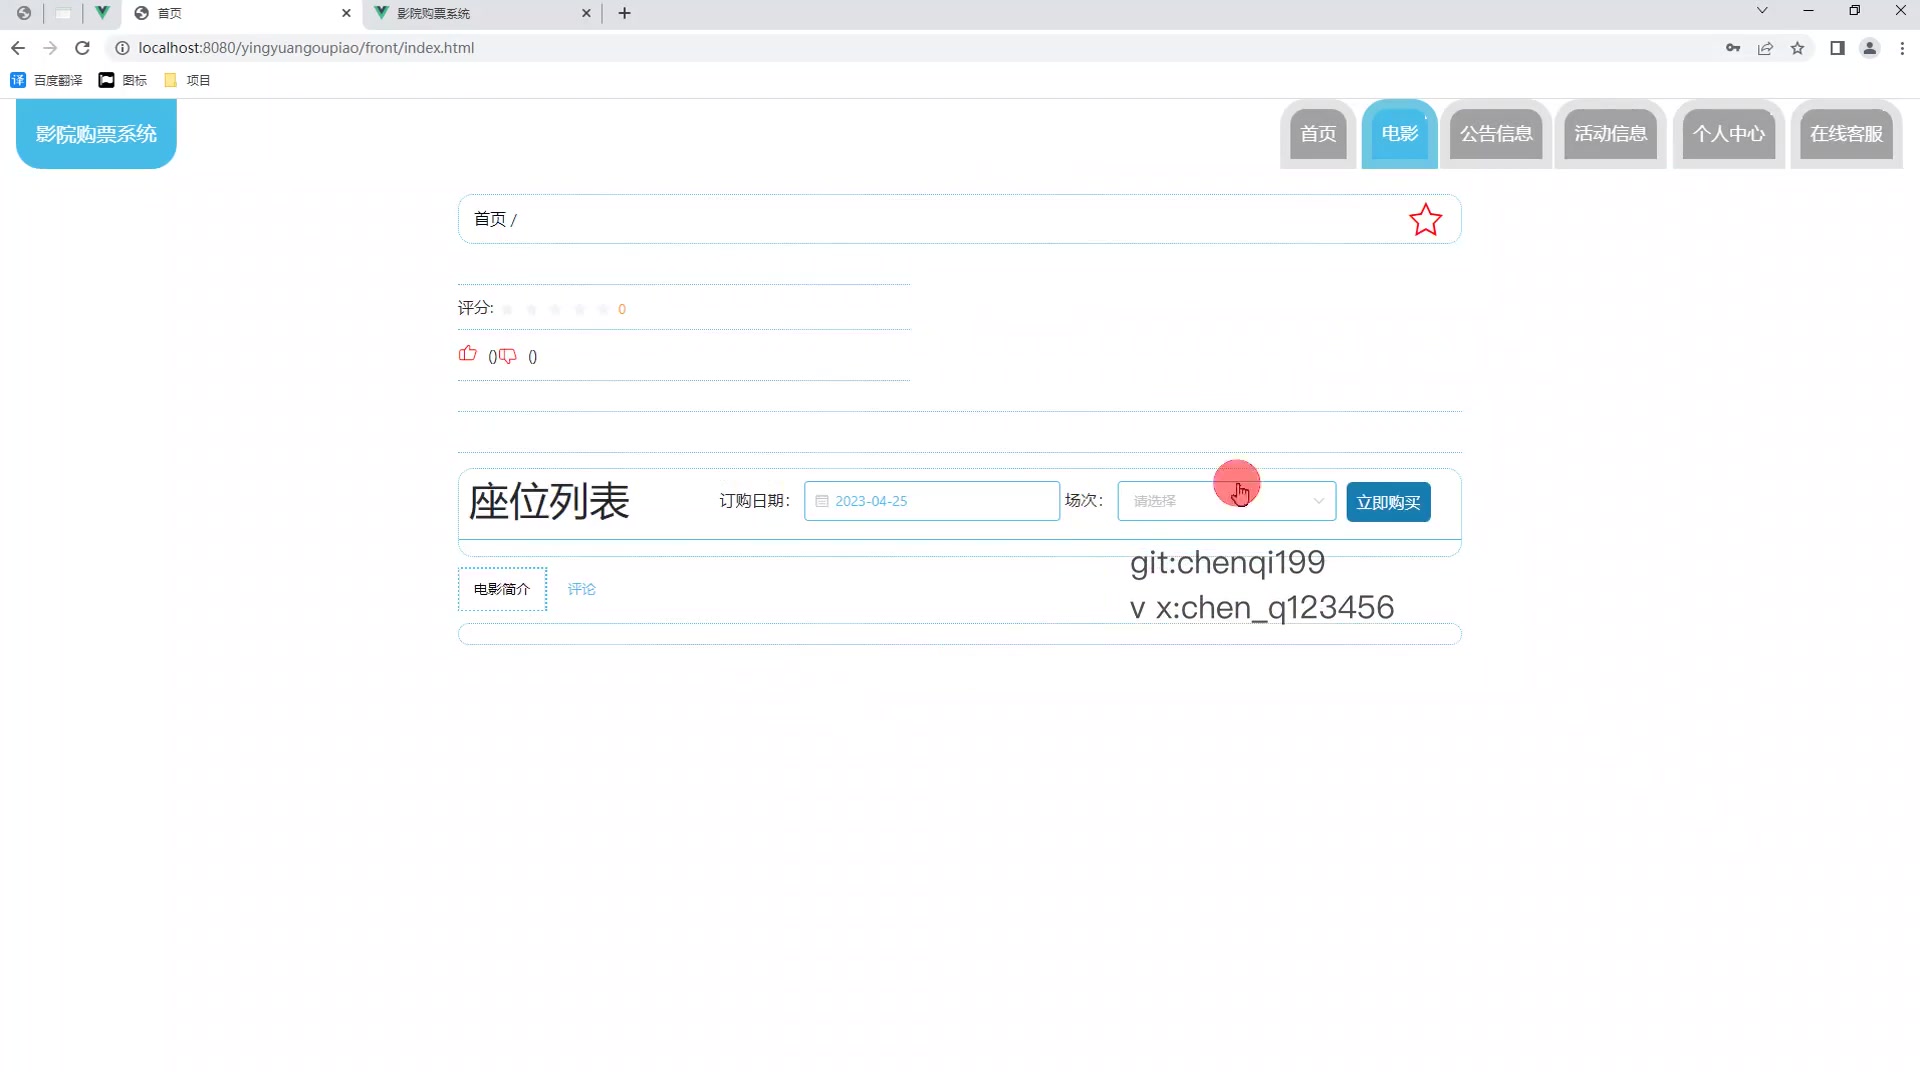 首页
影院购票系统
localhost:8080/yingyuangoupiao/front/index.html
百度翻译
图标
项目
影院购票系统
首页
电影
公告信息
活动信息
个人中心
在线客服
首页 /
评分:
0
()
()
座位列表
订购日期：
2023-04-25
场次：
请选择
立即购买
git:chenqi199
v x:chen_q123456
电影简介
评论